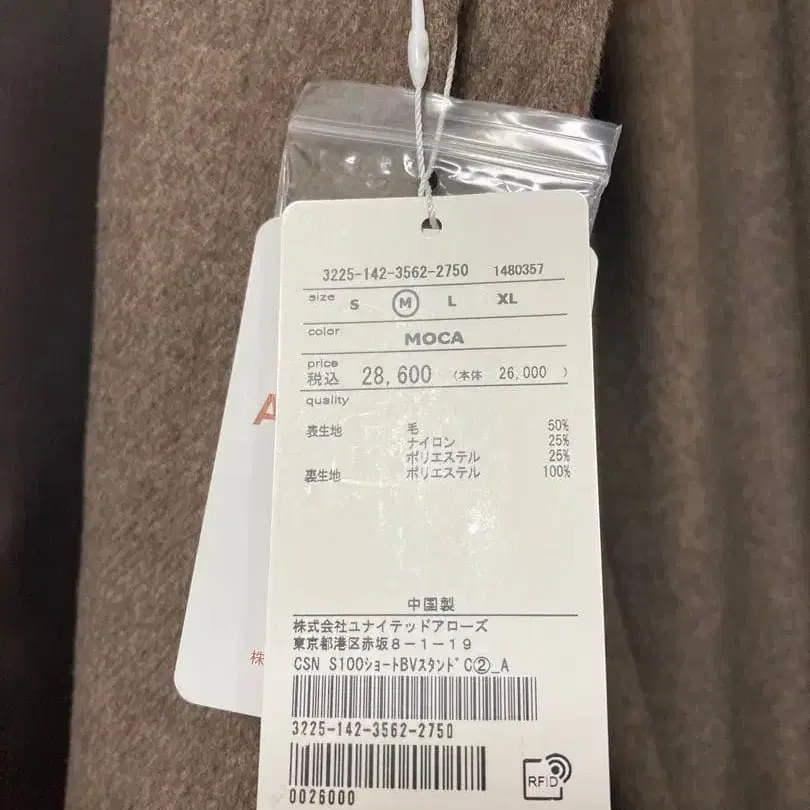 3225-142-3562-2750 1480357
size S Ⓜ L XL
color
MOCA
price
税込 28,600 (本体 26,000 )
quality
表生地 毛 50%
ナイロン 25%
ポリエステル 25%
裏生地 ポリエステル 100%
中国製
株式会社ユナイテッドアローズ
東京都港区赤坂8-1-19
CSN S100ショートBVスタンドC②_A
3225-142-3562-2750
0026000
RFID
A
株